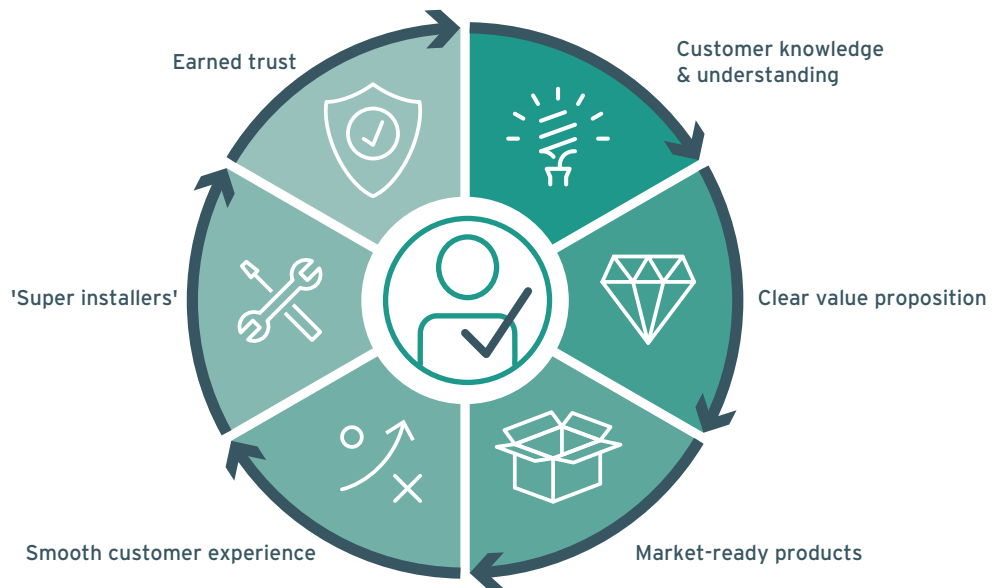 Earned trust
Customer knowledge
& understanding
'Super installers'
Clear value proposition
Smooth customer experience
Market-ready products